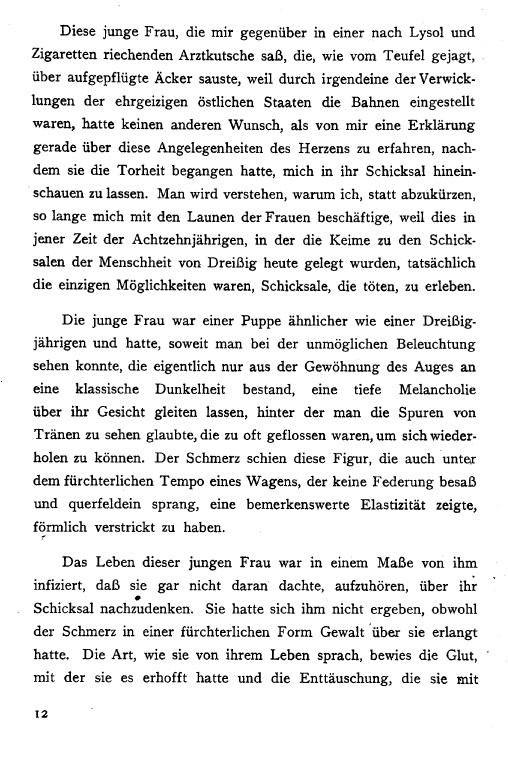 Diese junge Frau, die mir gegenüber in einer nach Lysol und
Zigaretten riechenden Arztkutsche saß, die, wie vom Teufel gejagt,
über aufgepflügte Äcker sauste, weil durch irgendeine der Verwick-
lungen der ehrgeizigen östlichen Staaten die Bahnen eingestellt
waren, hatte keinen anderen Wunsch, als von mir eine Erklärung
gerade über diese Angelegenheiten des Herzens zu erfahren, nach-
dem sie die Torheit begangen hatte, mich in ihr Schicksal hinein-
schauen zu lassen. Man wird verstehen, warum ich, statt abzukürzen,
so lange mich mit den Launen der Frauen beschäftige, weil dies in
jener Zeit der Achtzehnjährigen, in der die Keime zu den Schick-
salen der Menschheit von Dreißig heute gelegt wurden, tatsächlich
die einzigen Möglichkeiten waren, Schicksale, die töten, zu erleben.
Die junge Frau war einer Puppe ähnlicher wie einer Dreißig-
jährigen und hatte, soweit man bei der unmöglichen Beleuchtung
sehen konnte, die eigentlich nur aus der Gewöhnung des Auges an
eine klassische Dunkelheit bestand, eine tiefe Melancholie
über ihr Gesicht gleiten lassen, hinter der man die Spuren von
Tränen zu sehen glaubte, die zu oft geflossen waren, um sich wieder-
holen zu können. Der Schmerz schien diese Figur, die auch unter
dem fürchterlichen Tempo eines Wagens, der keine Federung besaß
und querfeldein sprang, eine bemerkenswerte Elastizität zeigte,
förmlich verstrickt zu haben.
Das Leben dieser jungen Frau war in einem Maße von ihm
infiziert, daß sie gar nicht daran dachte, aufzuhören, über ihr
Schicksal nachzudenken. Sie hatte sich ihm nicht ergeben, obwohl
der Schmerz in einer fürchterlichen Form Gewalt über sie erlangt
hatte. Die Art, wie sie von ihrem Leben sprach, bewies die Glut,
mit der sie es erhofft hatte und die Enttäuschung, die sie mit
12